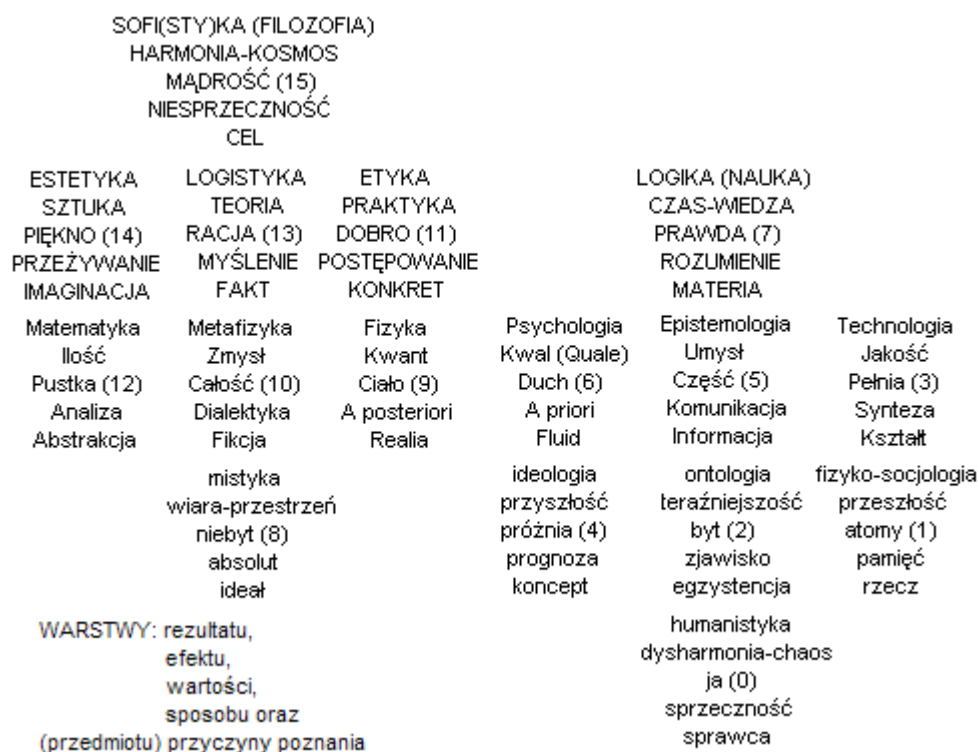 SOFI(STY)KA (FILOZOFIA)
HARMONIA-KOSMOS
MĄDROŚĆ (15)
NIESPRZECZNOŚĆ
CEL
ESTETYKA LOGISTYKA ETYKA LOGIKA (NAUKA)
SZTUKA TEORIA PRAKTYKA CZAS-WIEDZA
PIĘKNO (14) RACJA (13) DOBRO (11) PRAWDA (7)
PRZEŻYWANIE MYŚLENIE POSTĘPOWANIE ROZUMIENIE
IMAGINACJA FAKT KONKRET MATERIA
Matematyka Metafizyka Fizyka Psychologia Epistemologia Technologia
Ilość Zmysł Kwant Kwal (Quale) Umysł Jakość
Pustka (12) Całość (10) Ciało (9) Duch (6) Część (5) Pełnia (3)
Analiza Dialektyka A posteriori A priori Komunikacja Synteza
Abstrakcja Fikcja Realia Fluid Informacja Kształt
mistyka ideologia ontologia fizyko-socjologia
wiara-przestrzeń przyszłość teraźniejszość przeszłość
niebyt (8) próżnia (4) byt (2) atomy (1)
absolut prognoza zjawisko pamięć
ideał koncept egzystencja rzecz
WARSTWY: rezultatu, humanistyka
efektu, dysharmonia-chaos
wartości, ja (0)
sposobu oraz sprzeczność
(przedmiotu) przyczyny poznania sprawca